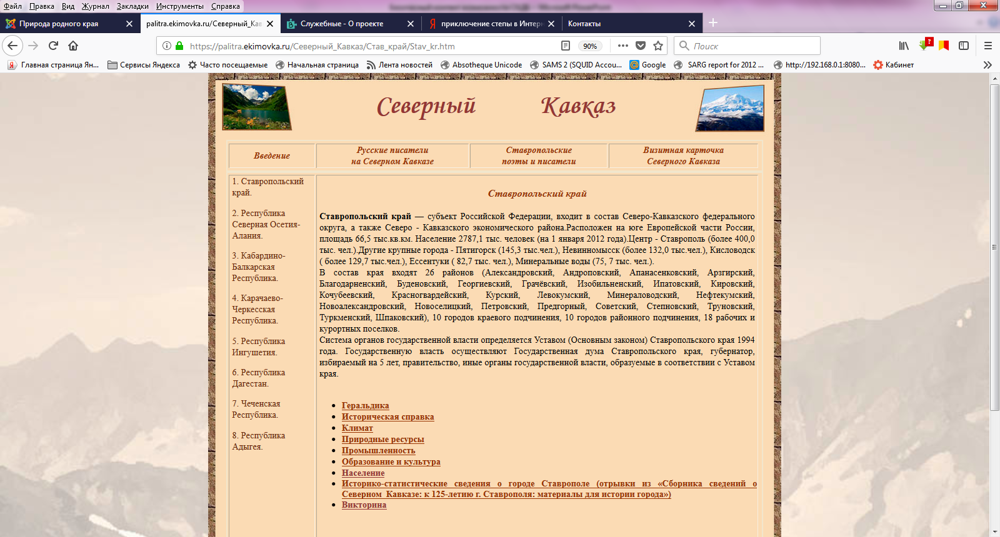 Файл Правка Вид Журнал Закладки Инструменты Справка
Природа родного края
palitra.ekimovka.ru/Северный_Кав
Служебные - О проекте
приключение степы в Интерн
Контакты
https://palitra.ekimovka.ru/Северный_Кавказ/Став_край/Stav_kr.htm
90%
Поиск
Главная страница Ян...
Сервисы Яндекса
Часто посещаемые
Начальная страница
Лента новостей
Absotheque Unicode
SAMS 2 (SQUID Accou...
Google
SARG report for 2012 ...
http://192.168.0.1:8080...
Кабинет
Северный Кавказ
Введение
Русские писатели
на Северном Кавказе
Ставропольские
поэты и писатели
Визитная карточка
Северного Кавказа
1. Ставропольский
край.
2. Республика
Северная Осетия-
Алания.
3. Кабардино-
Балкарская
Республика.
4. Карачаево-
Черкесская
Республика.
5. Республика
Ингушетия.
6. Республика
Дагестан.
7. Чеченская
Республика.
8. Республика
Адыгея.
Ставропольский край
Ставропольский край — субъект Российской Федерации, входит в состав Северо-Кавказского федерального
округа, а также Северо - Кавказского экономического района.Расположен на юге Европейской части России,
площадь 66,5 тыс.кв.км. Население 2787,1 тыс. человек (на 1 января 2012 года).Центр - Ставрополь (более 400,0
тыс. чел.).Другие крупные города - Пятигорск (145,3 тыс.чел.), Невинномысск (более 132,0 тыс.чел.), Кисловодск
( более 129,7 тыс.чел.), Ессентуки ( 82,7 тыс. чел.), Минеральные воды (75, 7 тыс. чел.).
В состав края входят 26 районов (Александровский, Андроповский, Апанасенковский, Арзгирский,
Благодарненский, Буденовский, Георгиевский, Грачёвский, Изобильненский, Ипатовский, Кировский,
Кочубеевский, Красногвардейский, Курский, Левокумский, Минераловодский, Нефтекумский,
Новоалександровский, Новоселицкий, Петровский, Предгорный, Советский, Степновский, Труновский,
Туркменский, Шпаковский), 10 городов краевого подчинения, 10 городов районного подчинения, 18 рабочих и
курортных поселков.
Система органов государственной власти определяется Уставом (Основным законом) Ставропольского края 1994
года. Государственную власть осуществляют Государственная дума Ставропольского края, губернатор,
избираемый на 5 лет, правительство, иные органы государственной власти, образуемые в соответствии с Уставом
края.
Геральдика
Историческая справка
Климат
Природные ресурсы
Промышленность
Образование и культура
Население
Историко-статистические сведения о городе Ставрополе (отрывки из «Сборника сведений о
Северном Кавказе: к 125-летию г. Ставрополя: материалы для истории города»)
Викторина